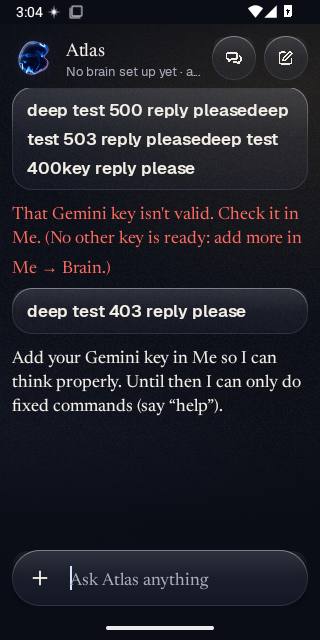 3:04
Atlas
No brain set up yet · a...
deep test 500 reply pleasedeep
test 503 reply pleasedeep test
400key reply please
That Gemini key isn't valid. Check it in
Me. (No other key is ready: add more in
Me → Brain.)
deep test 403 reply please
Add your Gemini key in Me so I can
think properly. Until then I can only do
fixed commands (say “help”).
Ask Atlas anything